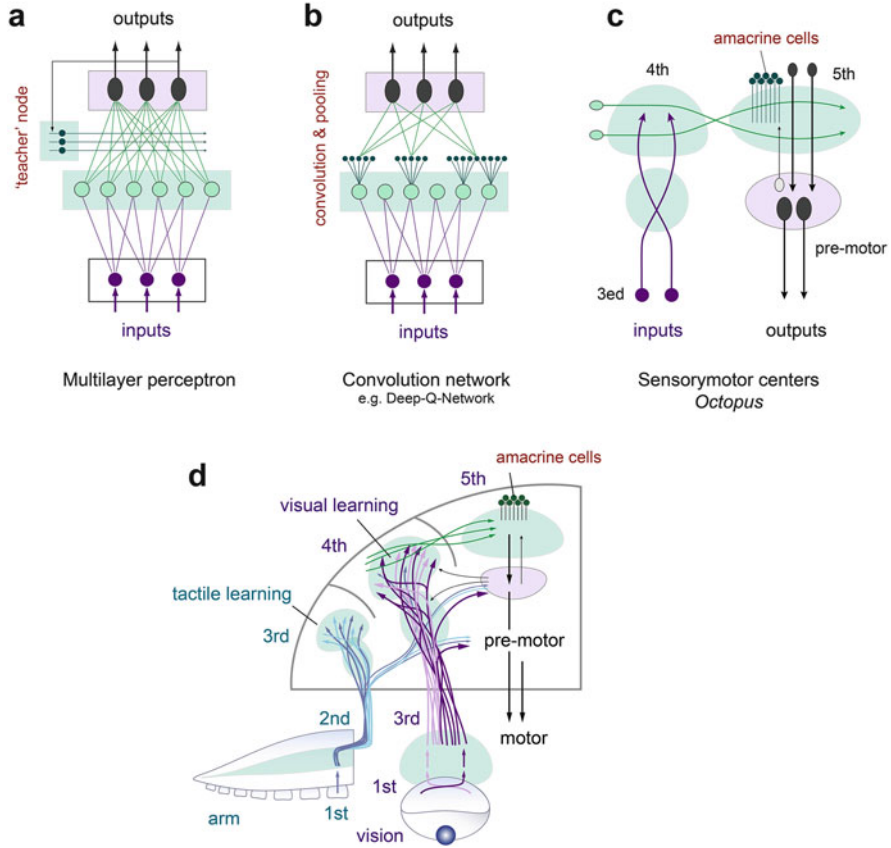 a
outputs
'teacher' node
inputs
Multilayer perceptron
b
outputs
convolution & pooling
inputs
Convolution network
e.g. Deep-Q-Network
c
amacrine cells
4th
5th
pre-motor
3ed
inputs
outputs
Sensorymotor centers
Octopus
d
amacrine cells
5th
visual learning
4th
tactile learning
3rd
pre-motor
2nd
3rd
motor
1st
1st
arm
vision